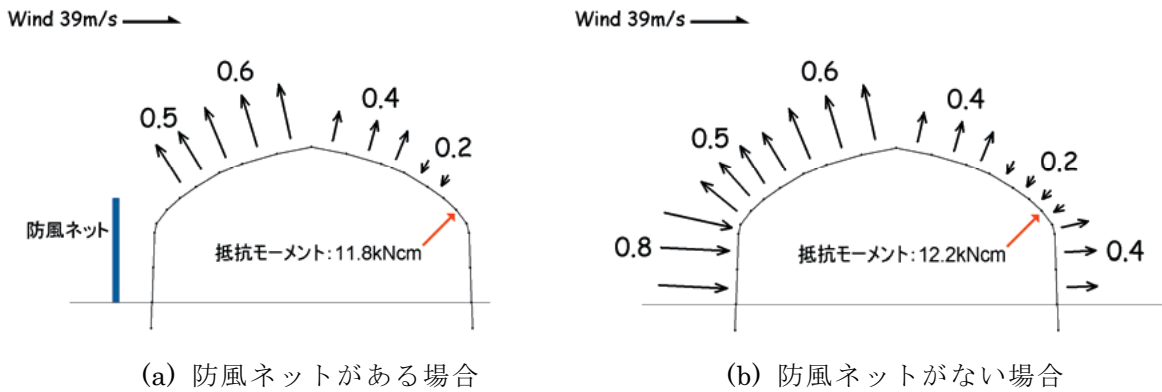 Wind 39m/s
0.6
0.5
0.4
0.2
防風ネット
抵抗モーメント:11.8kNcm
(a) 防風ネットがある場合
Wind 39m/s
0.6
0.5
0.4
0.2
0.8
0.4
抵抗モーメント:12.2kNcm
(b) 防風ネットがない場合